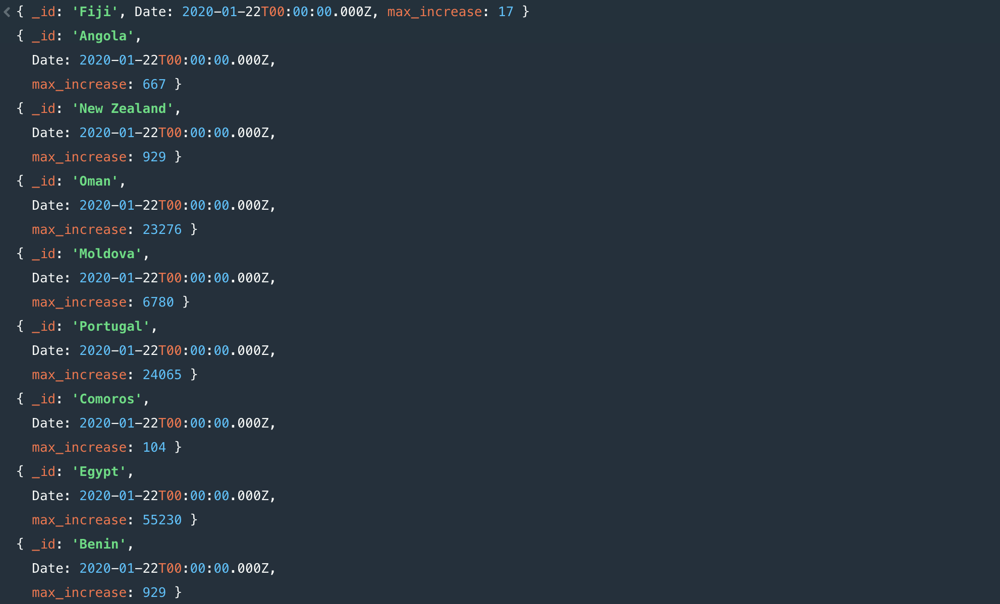 { _id: 'Fiji', Date: 2020-01-22T00:00:00.000Z, max_increase: 17 }
{ _id: 'Angola',
Date: 2020-01-22T00:00:00.000Z,
max_increase: 667 }
{ _id: 'New Zealand',
Date: 2020-01-22T00:00:00.000Z,
max_increase: 929 }
{ _id: 'Oman',
Date: 2020-01-22T00:00:00.000Z,
max_increase: 23276 }
{ _id: 'Moldova',
Date: 2020-01-22T00:00:00.000Z,
max_increase: 6780 }
{ _id: 'Portugal',
Date: 2020-01-22T00:00:00.000Z,
max_increase: 24065 }
{ _id: 'Comoros',
Date: 2020-01-22T00:00:00.000Z,
max_increase: 104 }
{ _id: 'Egypt',
Date: 2020-01-22T00:00:00.000Z,
max_increase: 55230 }
{ _id: 'Benin',
Date: 2020-01-22T00:00:00.000Z,
max_increase: 929 }